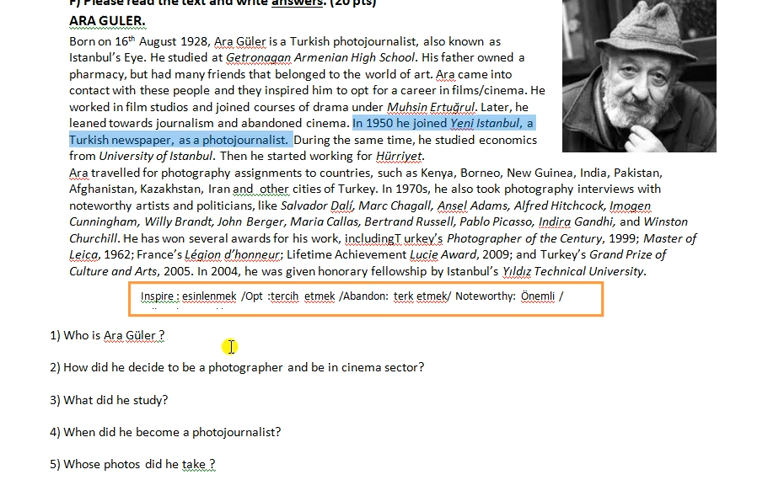 F) Please read the text and write answers. (20 pts)
ARA GULER.
Born on 16th August 1928, Ara Güler is a Turkish photojournalist, also known as
Istanbul's Eye. He studied at Getronagan Armenian High School. His father owned a
pharmacy, but had many friends that belonged to the world of art. Ara came into
contact with these people and they inspired him to opt for a career in films/cinema. He
worked in film studios and joined courses of drama under Muhsin Ertuğrul. Later, he
leaned towards journalism and abandoned cinema. In 1950 he joined Yeni Istanbul, a
Turkish newspaper, as a photojournalist. During the same time, he studied economics
from University of Istanbul. Then he started working for Hürriyet.
Ara travelled for photography assignments to countries, such as Kenya, Borneo, New Guinea, India, Pakistan,
Afghanistan, Kazakhstan, Iran and other cities of Turkey. In 1970s, he also took photography interviews with
noteworthy artists and politicians, like Salvador Dalí, Marc Chagall, Ansel Adams, Alfred Hitchcock, Imogen
Cunningham, Willy Brandt, John Berger, Maria Callas, Bertrand Russell, Pablo Picasso, Indira Gandhi, and Winston
Churchill. He has won several awards for his work, includingT urkey's Photographer of the Century, 1999; Master of
Leica, 1962; France's Légion d'honneur; Lifetime Achievement Lucie Award, 2009; and Turkey's Grand Prize of
Culture and Arts, 2005. In 2004, he was given honorary fellowship by Istanbul's Yıldız Technical University.
Inspire : esinlenmek /Opt :tercih etmek /Abandon: terk etmek/ Noteworthy: Önemli /
1) Who is Ara Güler ?
2) How did he decide to be a photographer and be in cinema sector?
3) What did he study?
4) When did he become a photojournalist?
5) Whose photos did he take ?